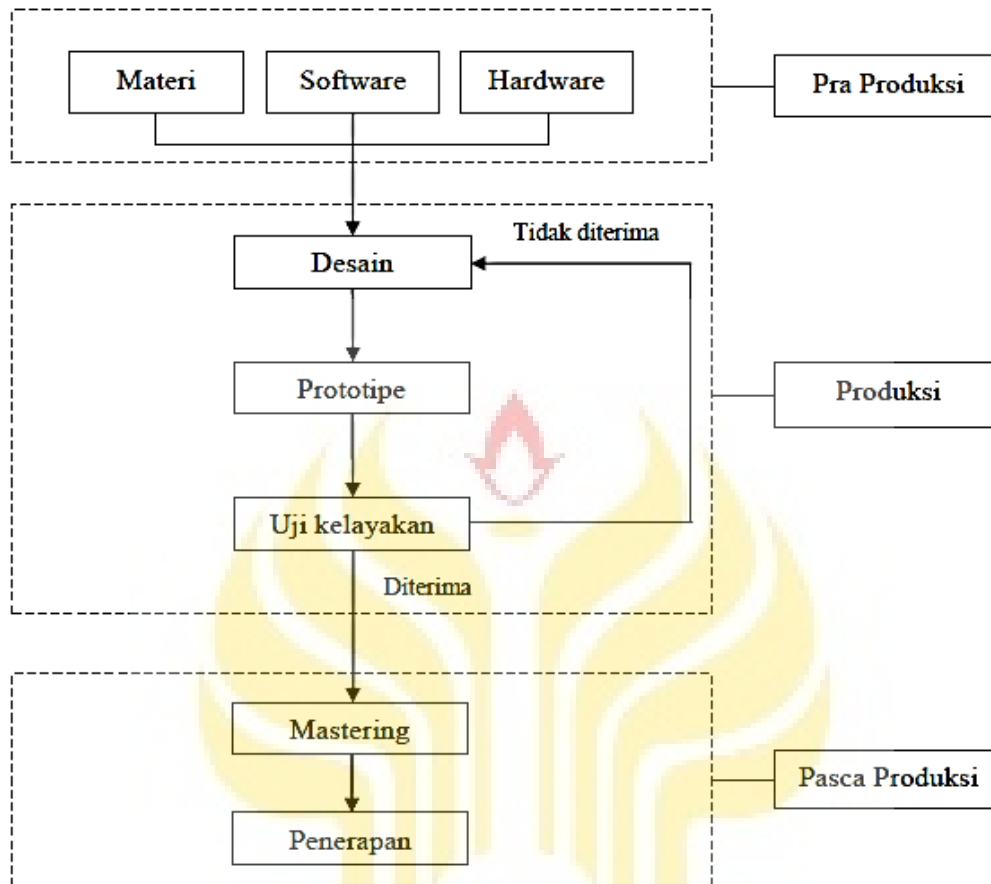 Materi
Software
Hardware
Pra Produksi
Tidak diterima
Desain
Prototipe
Produksi
Uji kelayakan
Diterima
Mastering
Pasca Produksi
Penerapan